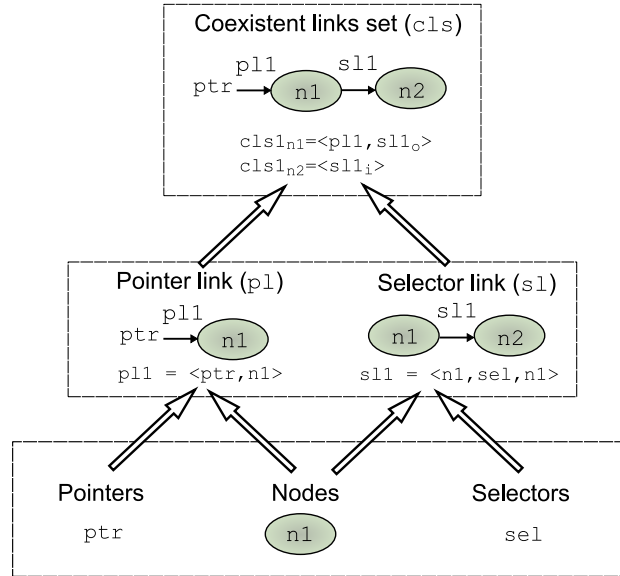 Coexistent links set (cls)
pl1 sl1
ptr n1 n2
cls1n1=<pl1,sl1o>
cls1n2=<sl1i>
Pointer link (pl) Selector link (sl)
pl1 sl1
ptr n1 n1 n2
pl1 = <ptr,n1> sl1 = <n1,sel,n1>
Pointers Nodes Selectors
ptr n1 sel